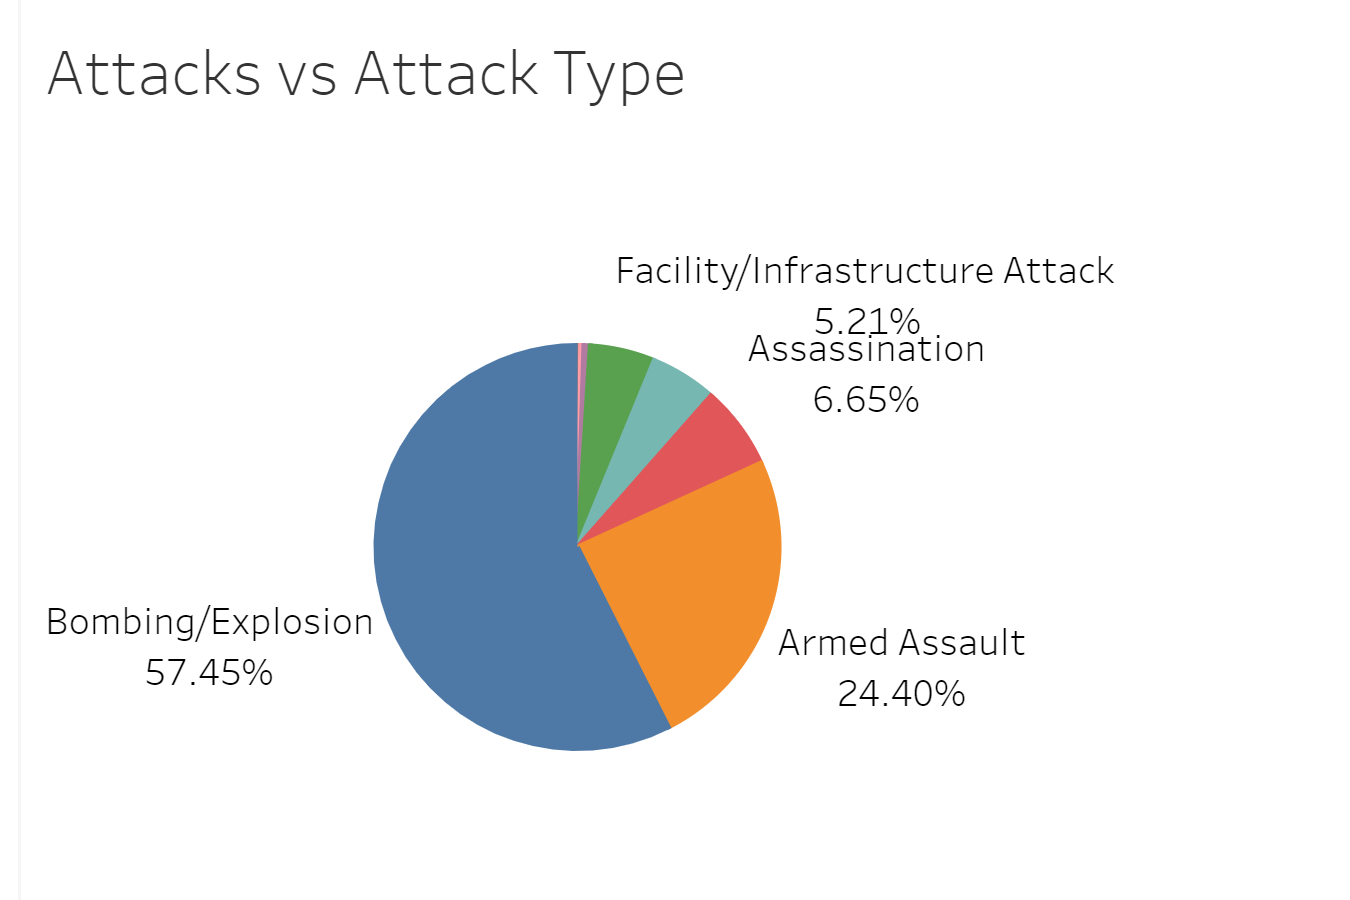 Attacks vs Attack Type
Facility/Infrastructure Attack
5.21%
Assassination
6.65%
Bombing/Explosion
57.45%
Armed Assault
24.40%